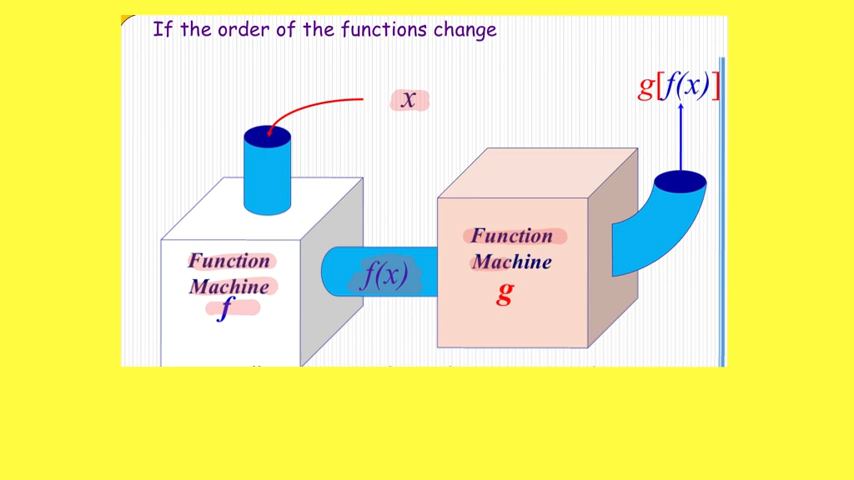 If the order of the functions change
x
g[f(x)]
Function
Machine
f
f(x)
Function
Machine
g